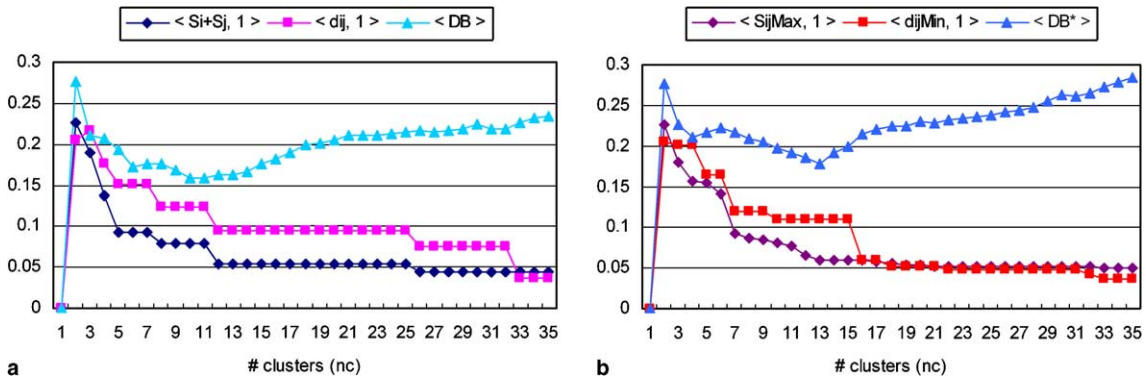 < Si+Sj, 1 > < dij, 1 > < DB >
0.3
0.25
0.2
0.15
0.1
0.05
0
1 3 5 7 9 11 13 15 17 19 21 23 25 27 29 31 33 35
a # clusters (nc)
< SijMax, 1 > < dijMin, 1 > < DB* >
0.3
0.25
0.2
0.15
0.1
0.05
0
1 3 5 7 9 11 13 15 17 19 21 23 25 27 29 31 33 35
b # clusters (nc)